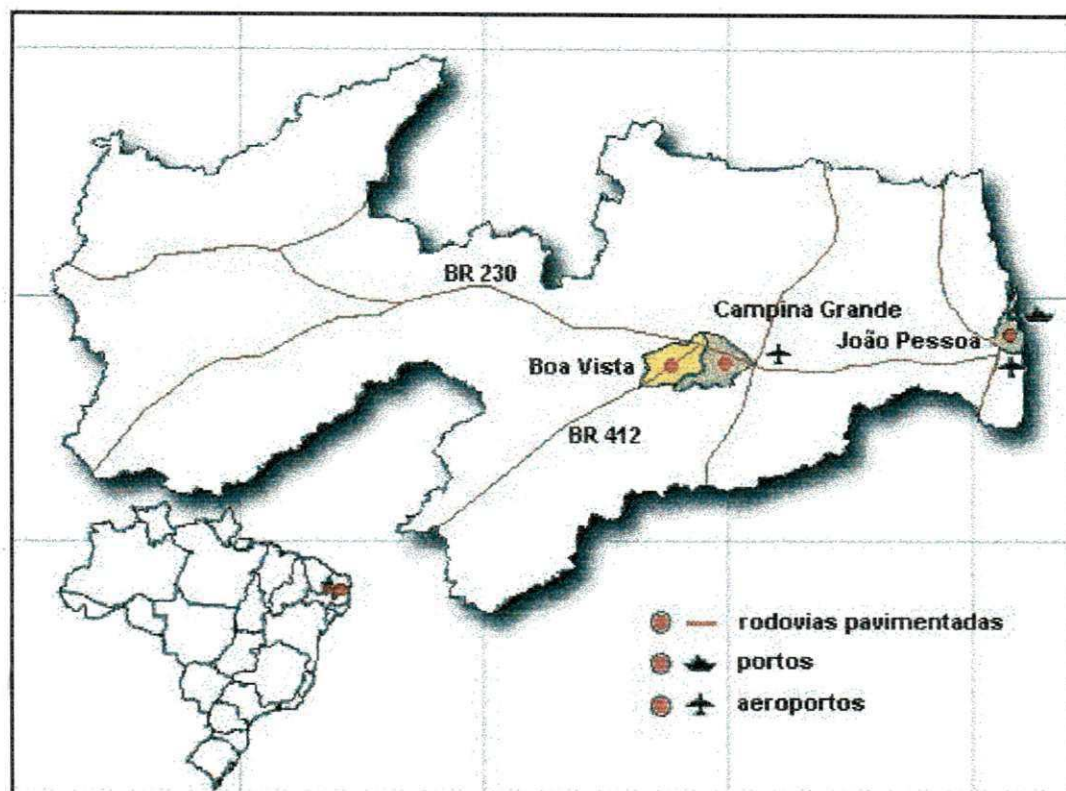 BR 230
Campina Grande
João Pessoa
Boa Vista
BR 412
rodovias pavimentadas
portos
aeroportos